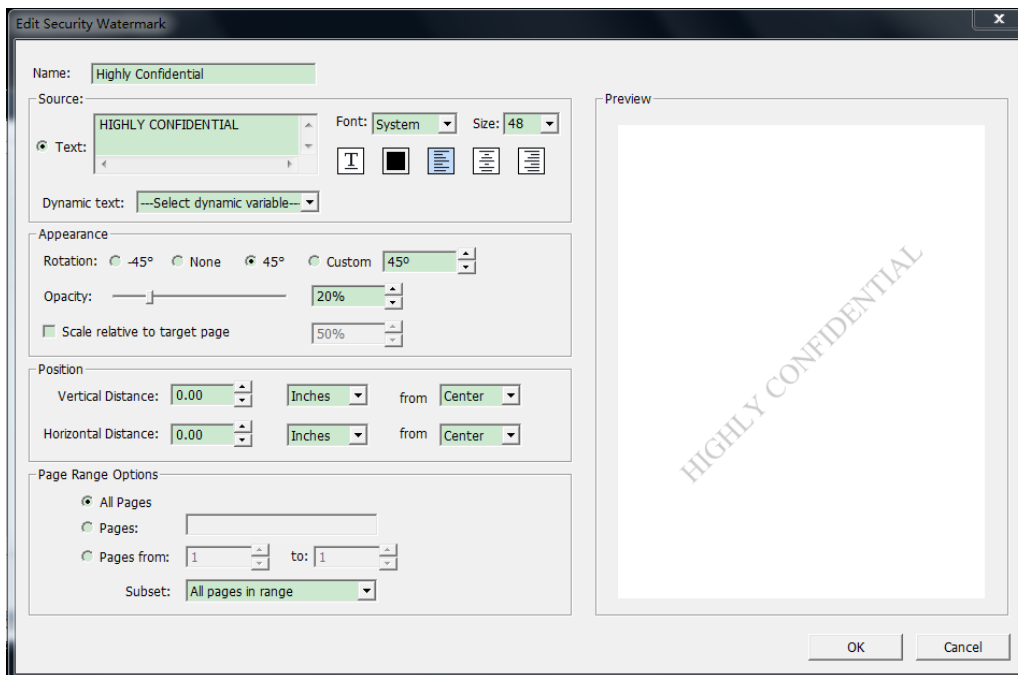 Edit Security Watermark
x
Name: Highly Confidential
Source:
Text: HIGHLY CONFIDENTIAL
Font: System Size: 48
T
Dynamic text: ---Select dynamic variable---
Appearance
Rotation: -45° None 45° Custom 45º
Opacity: 20%
Scale relative to target page 50%
Position
Vertical Distance: 0.00 Inches from Center
Horizontal Distance: 0.00 Inches from Center
Page Range Options
All Pages
Pages:
Pages from: 1 to: 1
Subset: All pages in range
Preview
HIGHLY CONFIDENTIAL
OK Cancel